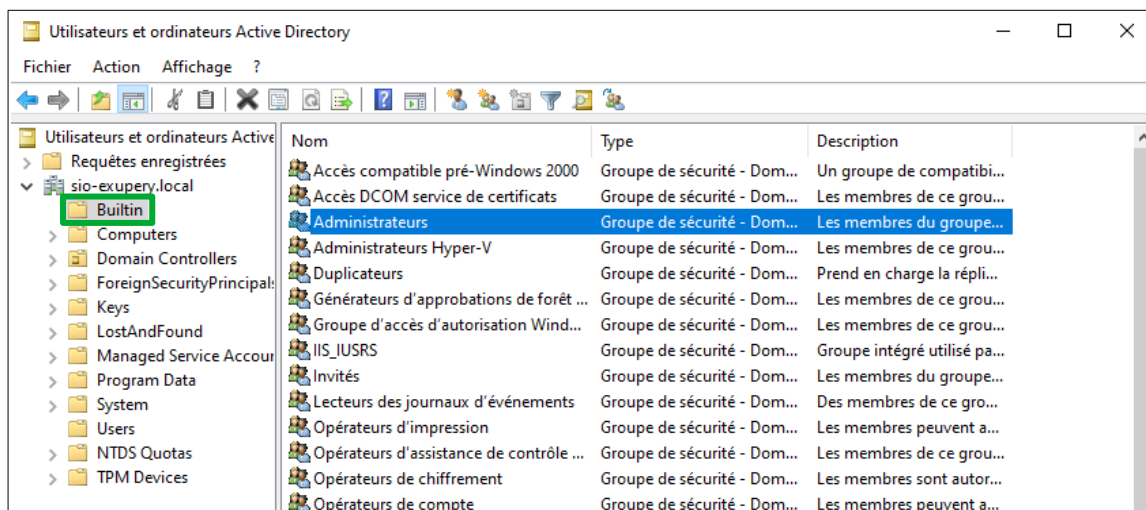 Utilisateurs et ordinateurs Active Directory
Fichier Action Affichage ?
Utilisateurs et ordinateurs Active
Requêtes enregistrées
sio-exupery.local
Builtin
Computers
Domain Controllers
ForeignSecurityPrincipals
Keys
LostAndFound
Managed Service Accour
Program Data
System
Users
NTDS Quotas
TPM Devices
Nom Type Description
Accès compatible pré-Windows 2000 Groupe de sécurité - Dom... Un groupe de compatibi...
Accès DCOM service de certificats Groupe de sécurité - Dom... Les membres de ce grou...
Administrateurs Groupe de sécurité - Dom... Les membres du groupe...
Administrateurs Hyper-V Groupe de sécurité - Dom... Les membres de ce grou...
Duplicateurs Groupe de sécurité - Dom... Prend en charge la répli...
Générateurs d'approbations de forêt ... Groupe de sécurité - Dom... Les membres de ce grou...
Groupe d'accès d'autorisation Wind... Groupe de sécurité - Dom... Les membres de ce grou...
IIS_IUSRS Groupe de sécurité - Dom... Groupe intégré utilisé pa...
Invités Groupe de sécurité - Dom... Les membres du groupe...
Lecteurs des journaux d'événements Groupe de sécurité - Dom... Des membres de ce gro...
Opérateurs d'impression Groupe de sécurité - Dom... Les membres peuvent a...
Opérateurs d'assistance de contrôle ... Groupe de sécurité - Dom... Les membres de ce grou...
Opérateurs de chiffrement Groupe de sécurité - Dom... Les membres sont autor...
Opérateurs de compte Groupe de sécurité - Dom... Les membres peuvent a...